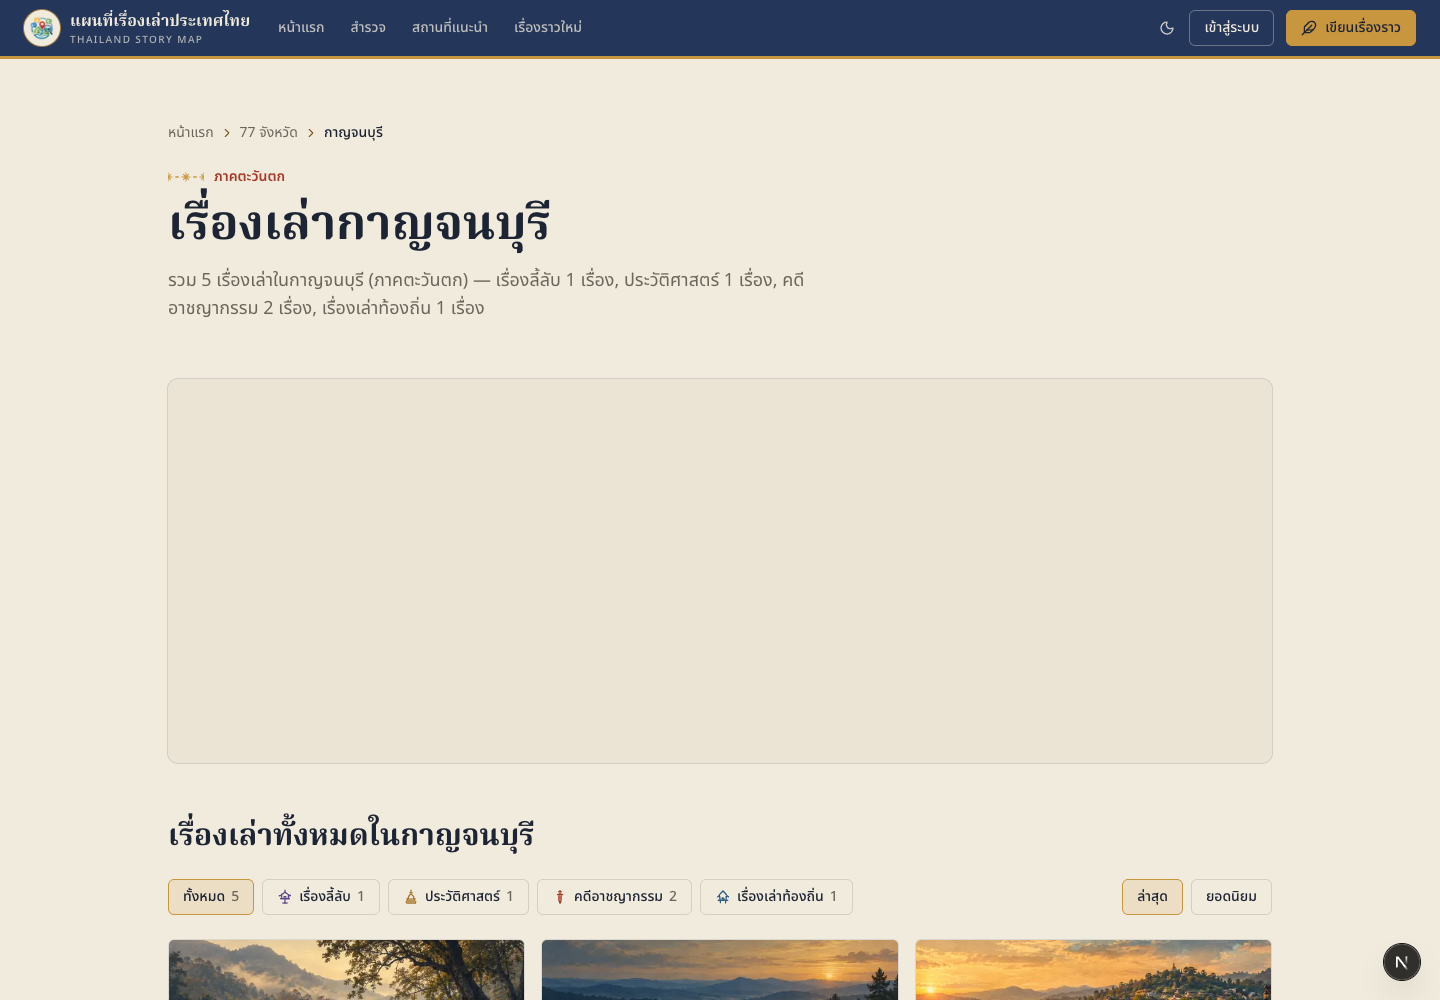 แผนที่เรื่องเล่าประเทศไทย
THAILAND STORY MAP
หน้าแรก
สำรวจ
สถานที่แนะนำ
เรื่องราวใหม่
เข้าสู่ระบบ
เขียนเรื่องราว
หน้าแรก > 77 จังหวัด > กาญจนบุรี
ภาคตะวันตก
เรื่องเล่ากาญจนบุรี
รวม 5 เรื่องเล่าในกาญจนบุรี (ภาคตะวันตก) — เรื่องลี้ลับ 1 เรื่อง, ประวัติศาสตร์ 1 เรื่อง, คดี
อาชญากรรม 2 เรื่อง, เรื่องเล่าท้องถิ่น 1 เรื่อง
เรื่องเล่าทั้งหมดในกาญจนบุรี
ทั้งหมด 5
เรื่องลี้ลับ 1
ประวัติศาสตร์ 1
คดีอาชญากรรม 2
เรื่องเล่าท้องถิ่น 1
ล่าสุด
ยอดนิยม
N